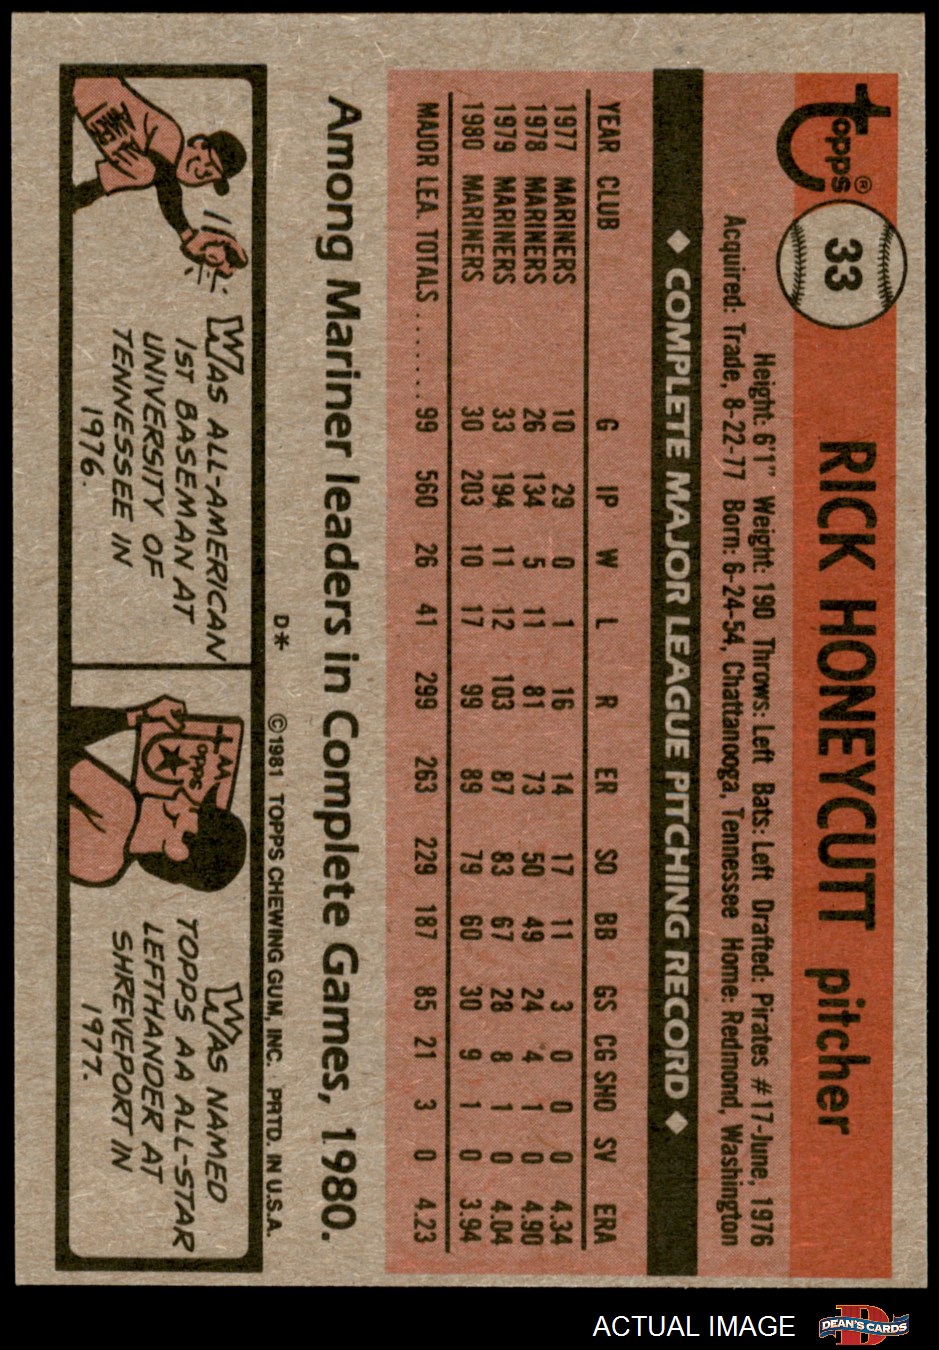 topps®
33
RICK HONEYCUTT pitcher
Height: 6'1" Weight: 190 Throws: Left Bats: Left Drafted: Pirates #17-June, 1976
Acquired: Trade, 8-22-77 Born: 6-24-54, Chattanooga, Tennessee Home: Redmond, Washington
◆ COMPLETE MAJOR LEAGUE PITCHING RECORD ◆
YEAR CLUB G IP W L R ER SO BB GS CG SHO SV ERA
1977 MARINERS 10 29 0 1 16 14 17 11 3 0 0 0 4.34
1978 MARINERS 26 134 5 11 81 73 50 49 24 4 1 0 4.90
1979 MARINERS 33 194 11 12 103 87 83 67 28 8 1 0 4.04
1980 MARINERS 30 203 10 17 99 89 79 60 30 9 1 0 3.94
MAJOR LEA. TOTALS...... 99 560 26 41 299 263 229 187 85 21 3 0 4.23
Among Mariner leaders in Complete Games, 1980.
D* ©1981 TOPPS CHEWING GUM, INC. PRTD. IN U.S.A.
WAS ALL-AMERICAN
1ST BASEMAN AT
UNIVERSITY OF
TENNESSEE IN
1976.
AA
topps
WAS NAMED
TOPPS AA ALL-STAR
LEFTHANDER AT
SHREVEPORT IN
1977.
ACTUAL IMAGE
D
DEAN'S CARDS